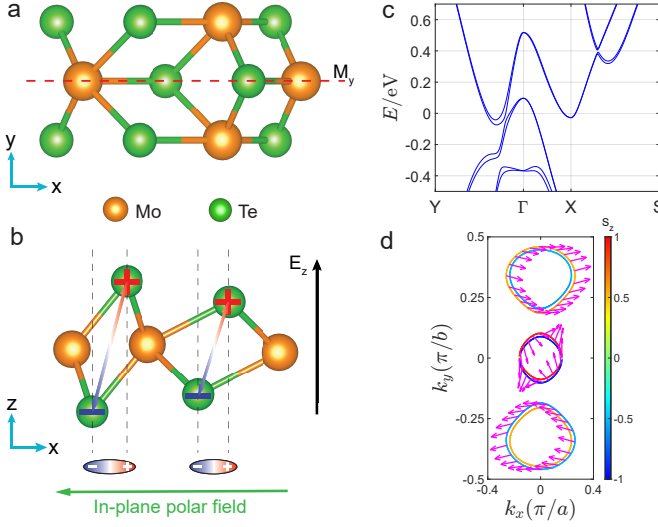 a
M_y
y
x
Mo
Te
b
E_z
z
x
- + - +
In-plane polar field
c
E/eV
0.6
0.4
0.2
0
-0.2
-0.4
Y Γ X S
d
s_z
k_y(π/b)
0.5
0.25
0
-0.25
-0.5
-0.4 0 0.4
k_x(π/a)
1
0.5
0
-0.5
-1